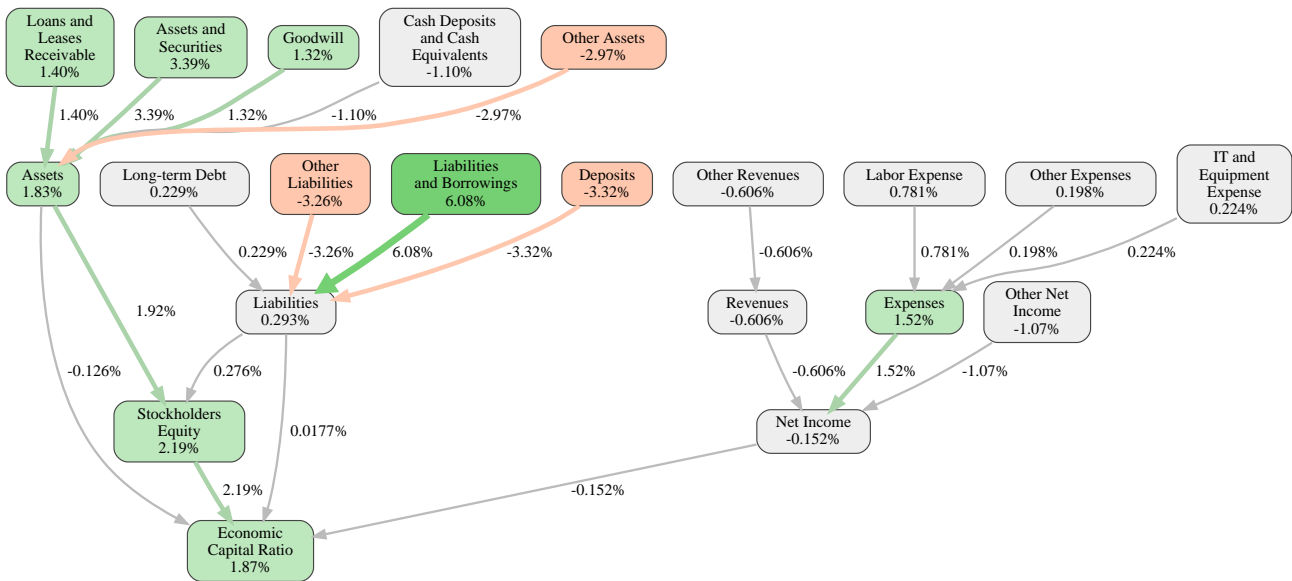 Loans and
Leases
Receivable
1.40%
Assets and
Securities
3.39%
Goodwill
1.32%
Cash Deposits
and Cash
Equivalents
-1.10%
Other Assets
-2.97%
1.40%
3.39%
1.32%
-1.10%
-2.97%
Assets
1.83%
Long-term Debt
0.229%
Other
Liabilities
-3.26%
Liabilities
and Borrowings
6.08%
Deposits
-3.32%
Other Revenues
-0.606%
Labor Expense
0.781%
Other Expenses
0.198%
IT and
Equipment
Expense
0.224%
0.229%
-3.26%
6.08%
-3.32%
-0.606%
0.781%
0.198%
0.224%
Liabilities
0.293%
Revenues
-0.606%
Expenses
1.52%
Other Net
Income
-1.07%
1.92%
-0.126%
0.276%
-0.606%
1.52%
-1.07%
Stockholders
Equity
2.19%
0.0177%
Net Income
-0.152%
2.19%
-0.152%
Economic
Capital Ratio
1.87%